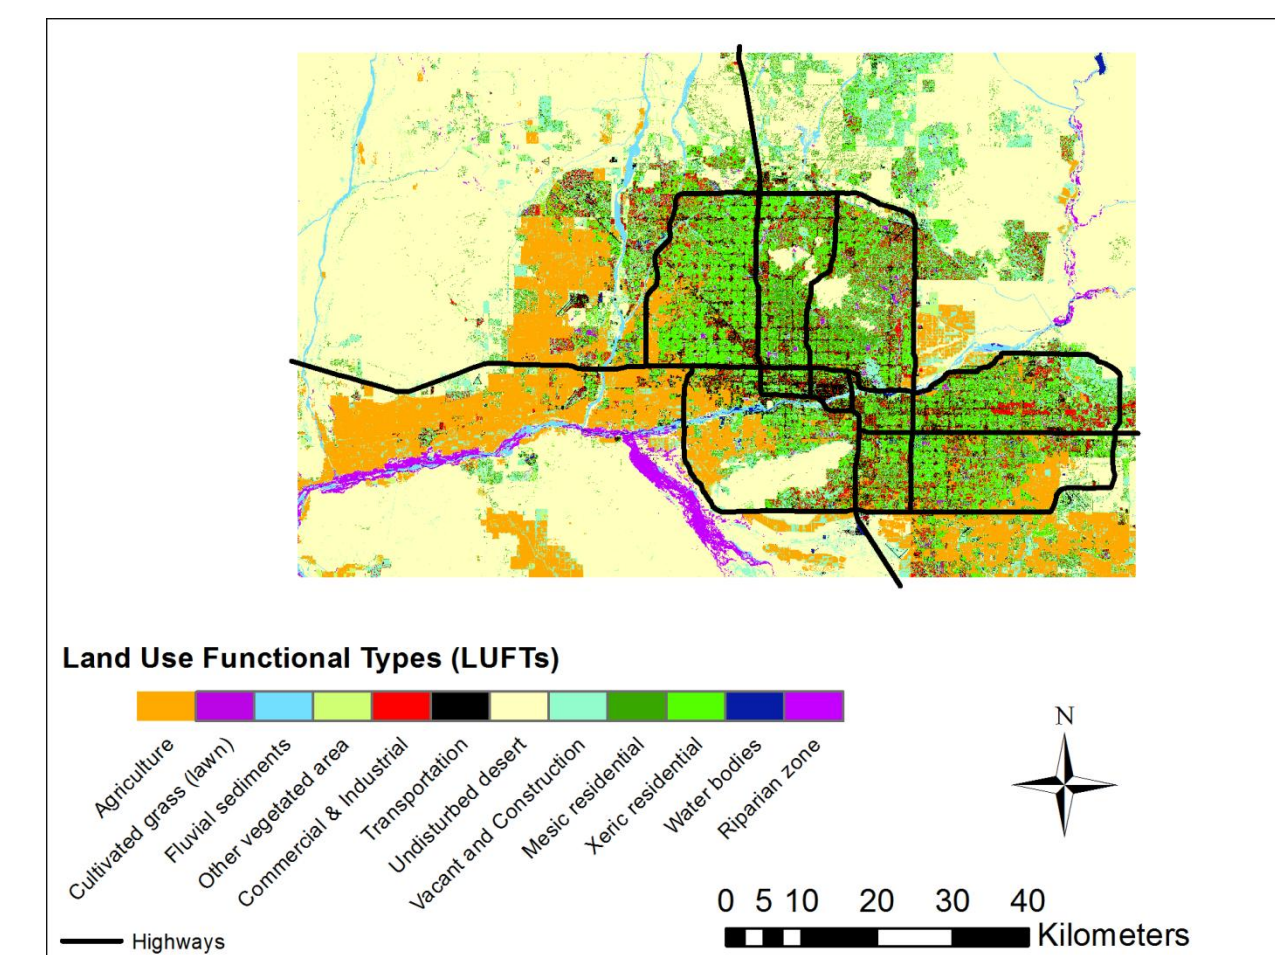 Land Use Functional Types (LUFTs)
Agriculture
Cultivated grass (lawn)
Fluvial sediments
Other vegetated area
Commercial & Industrial
Transportation
Undisturbed desert
Vacant and Construction
Mesic residential
Xeric residential
Water bodies
Riparian zone
N
0 5 10 20 30 40
Kilometers
Highways